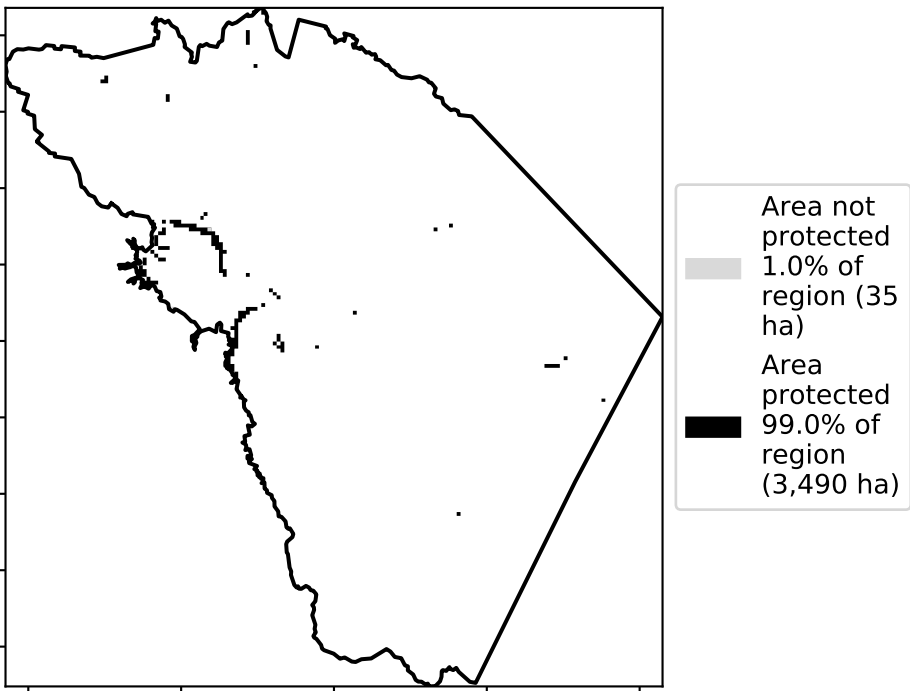 Area not
protected
1.0% of
region (35
ha)
Area
protected
99.0% of
region
(3,490 ha)